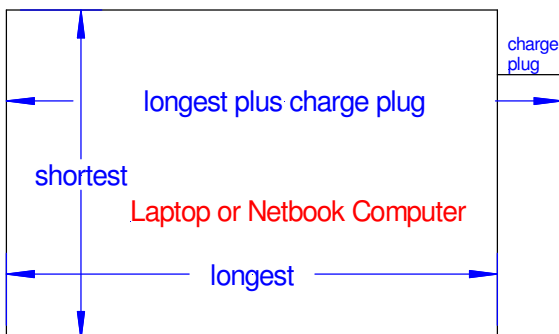 charge
plug
longest plus charge plug
shortest
Laptop or Netbook Computer
longest